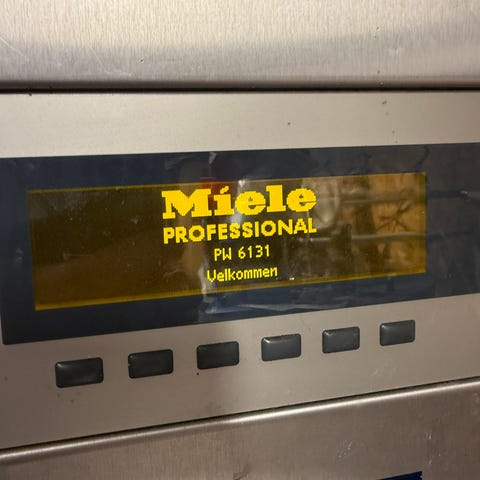 Miele
PROFESSIONAL
PW 6131
Velkommen